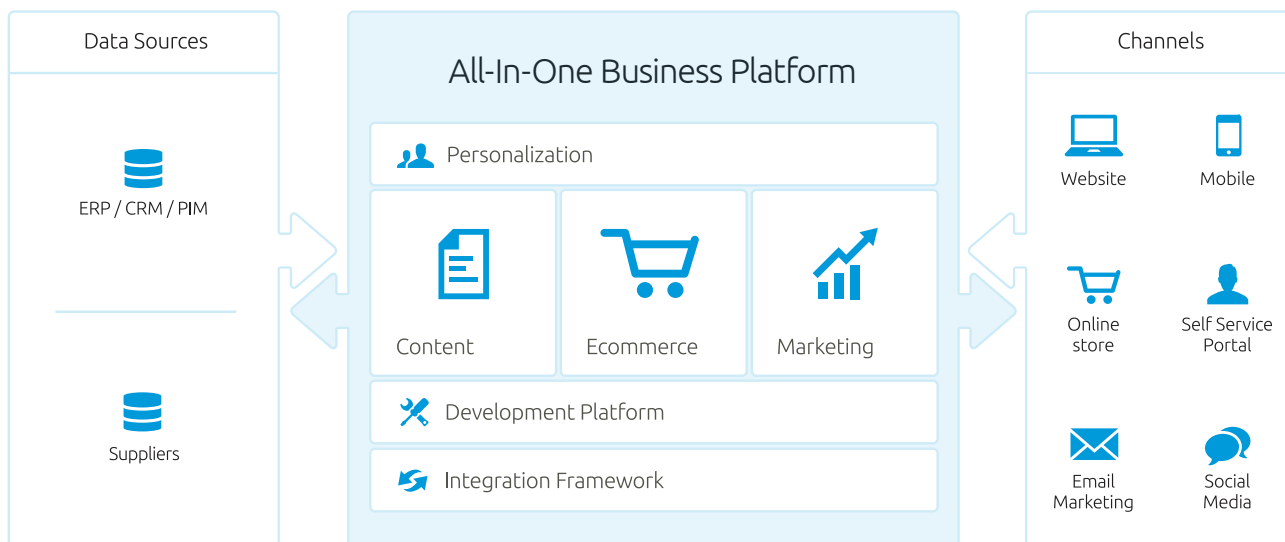 Data Sources
ERP / CRM / PIM
Suppliers
All-In-One Business Platform
Personalization
Content
Ecommerce
Marketing
Development Platform
Integration Framework
Channels
Website
Mobile
Online
store
Self Service
Portal
Email
Marketing
Social
Media